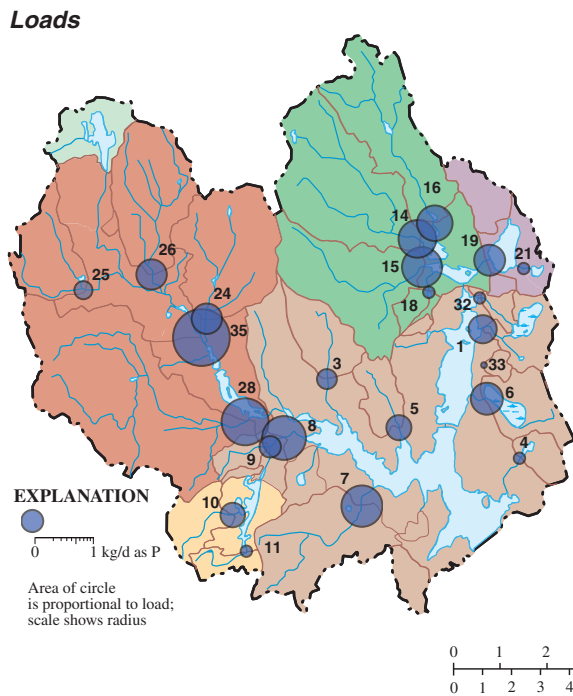 Loads
16
14
19
21
15
26
25
18
32
24
1
35
3
33
28
6
5
8
4
9
7
EXPLANATION
10
0 1 kg/d as P
11
Area of circle
is proportional to load;
scale shows radius
0 1 2
0 1 2 3 4